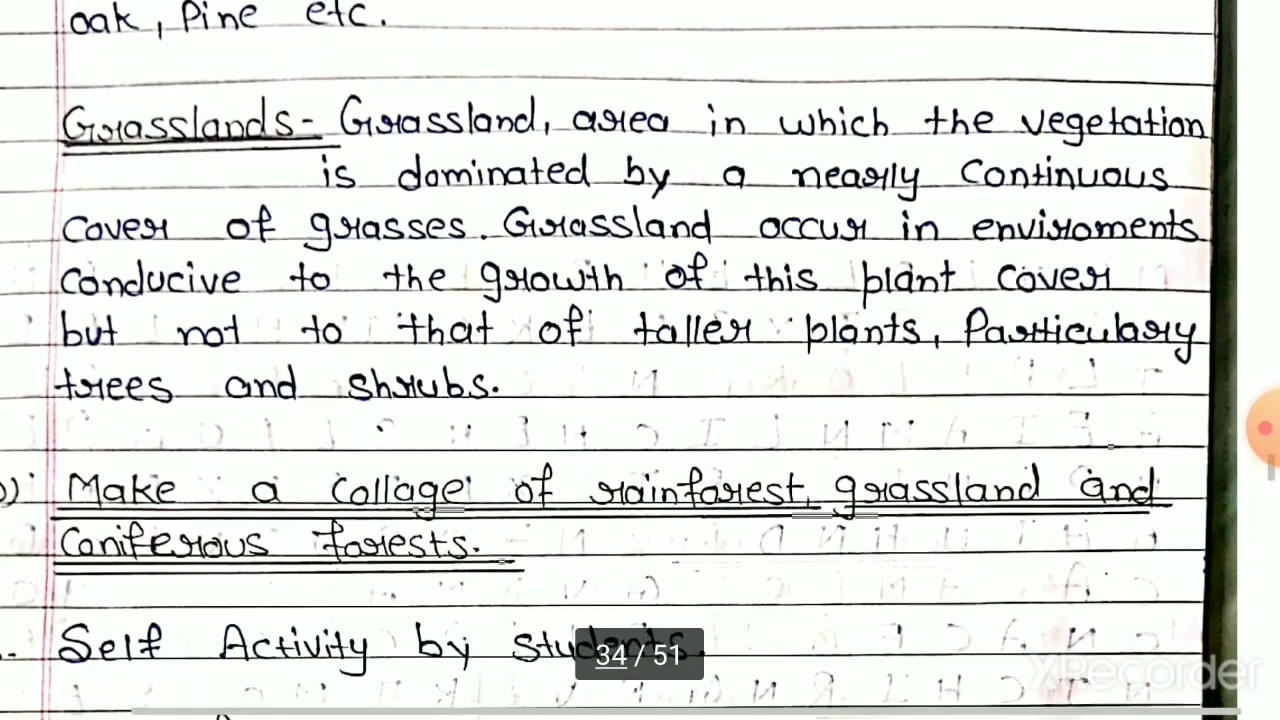 oak, Pine etc.
Grasslands - Grassland, area in which the vegetation
is dominated by a nearly continuous
cover of grasses. Grassland occur in enviroments
conducive to the growth of this plant cover
but not to that of taller plants, Particulary
trees and shrubs.
Make a collage of rainforest, grassland and
Coniferous forests.
Self Activity by students.
34 / 51
XRecorder